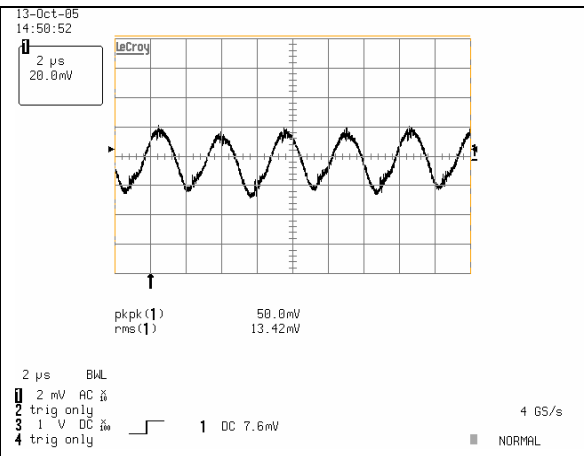 13-Oct-05
14:50:52
1
2 µs
20.0mV
LeCroy
pkpk(1) 50.0mV
rms(1) 13.42mV
2 µs BWL
1 2 mV AC X10
2 trig only
3 1 V DC X100
4 trig only
1 DC 7.6mV
4 GS/s
NORMAL